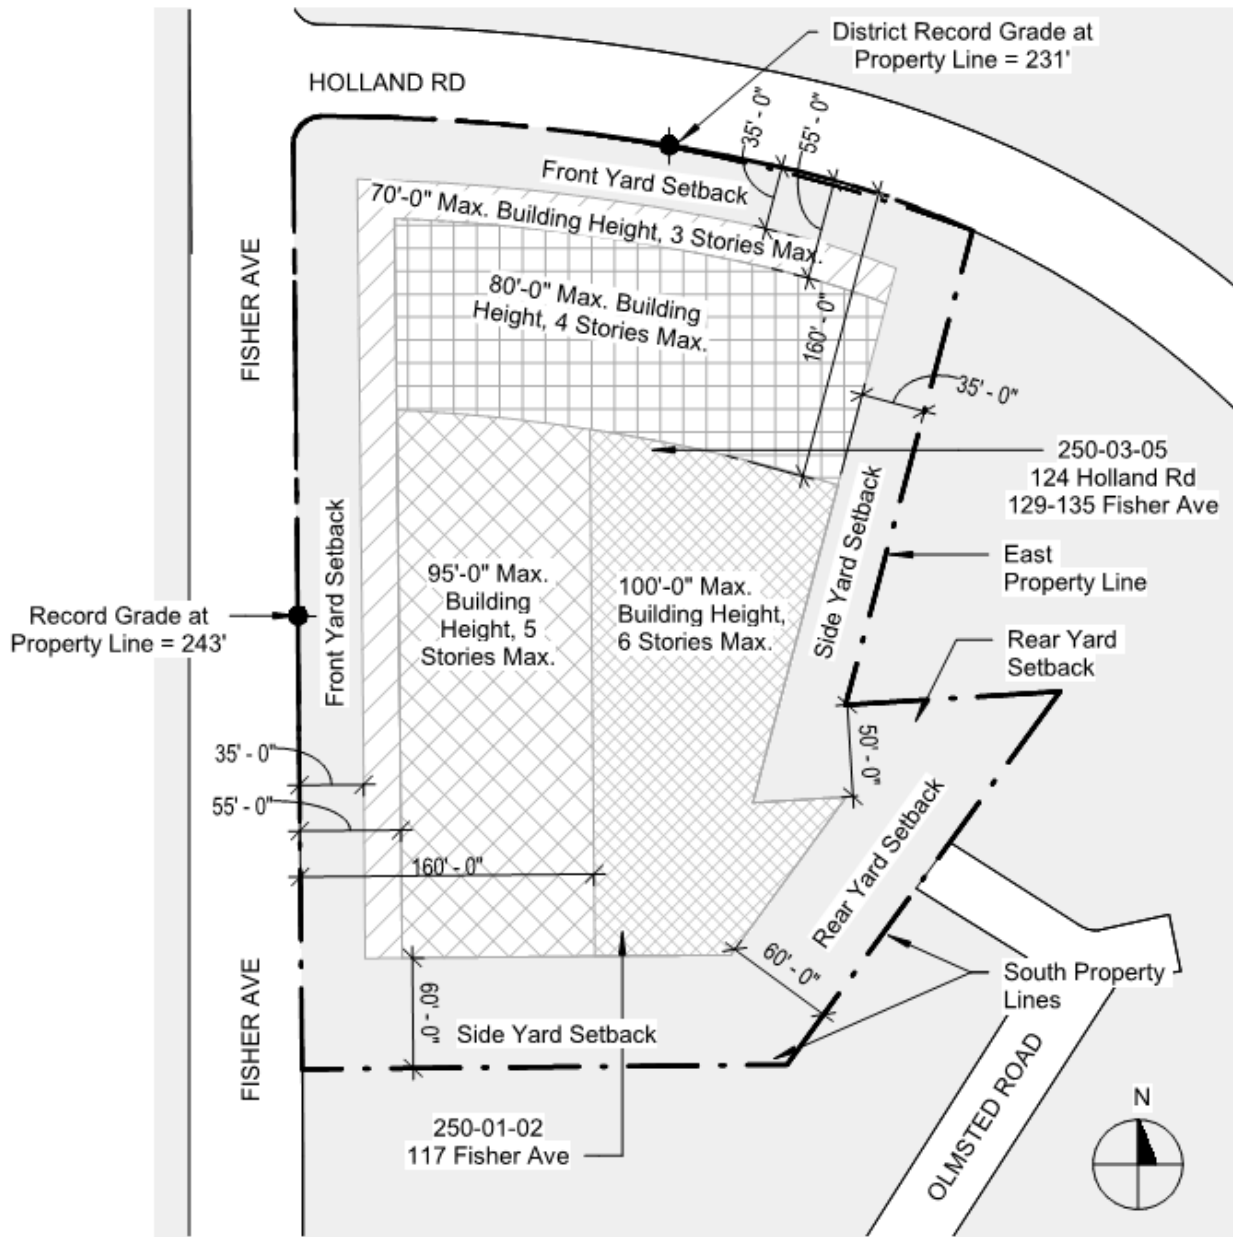 District Record Grade at
Property Line = 231'
HOLLAND RD
35' - 0"
55' - 0"
Front Yard Setback
70'-0" Max. Building Height, 3 Stories Max.
FISHER AVE
80'-0" Max. Building
Height, 4 Stories Max.
160' - 0"
35' - 0"
250-03-05
124 Holland Rd
129-135 Fisher Ave
Side Yard Setback
Front Yard Setback
East
Property Line
95'-0" Max.
Building
Height, 5
Stories Max.
100'-0" Max.
Building Height,
6 Stories Max.
Record Grade at
Property Line = 243'
Rear Yard
Setback
50' - 0"
35' - 0"
55' - 0"
160' - 0"
Rear Yard Setback
60' - 0"
South Property
Lines
FISHER AVE
60' - 0"
Side Yard Setback
250-01-02
117 Fisher Ave
OLMSTED ROAD
N